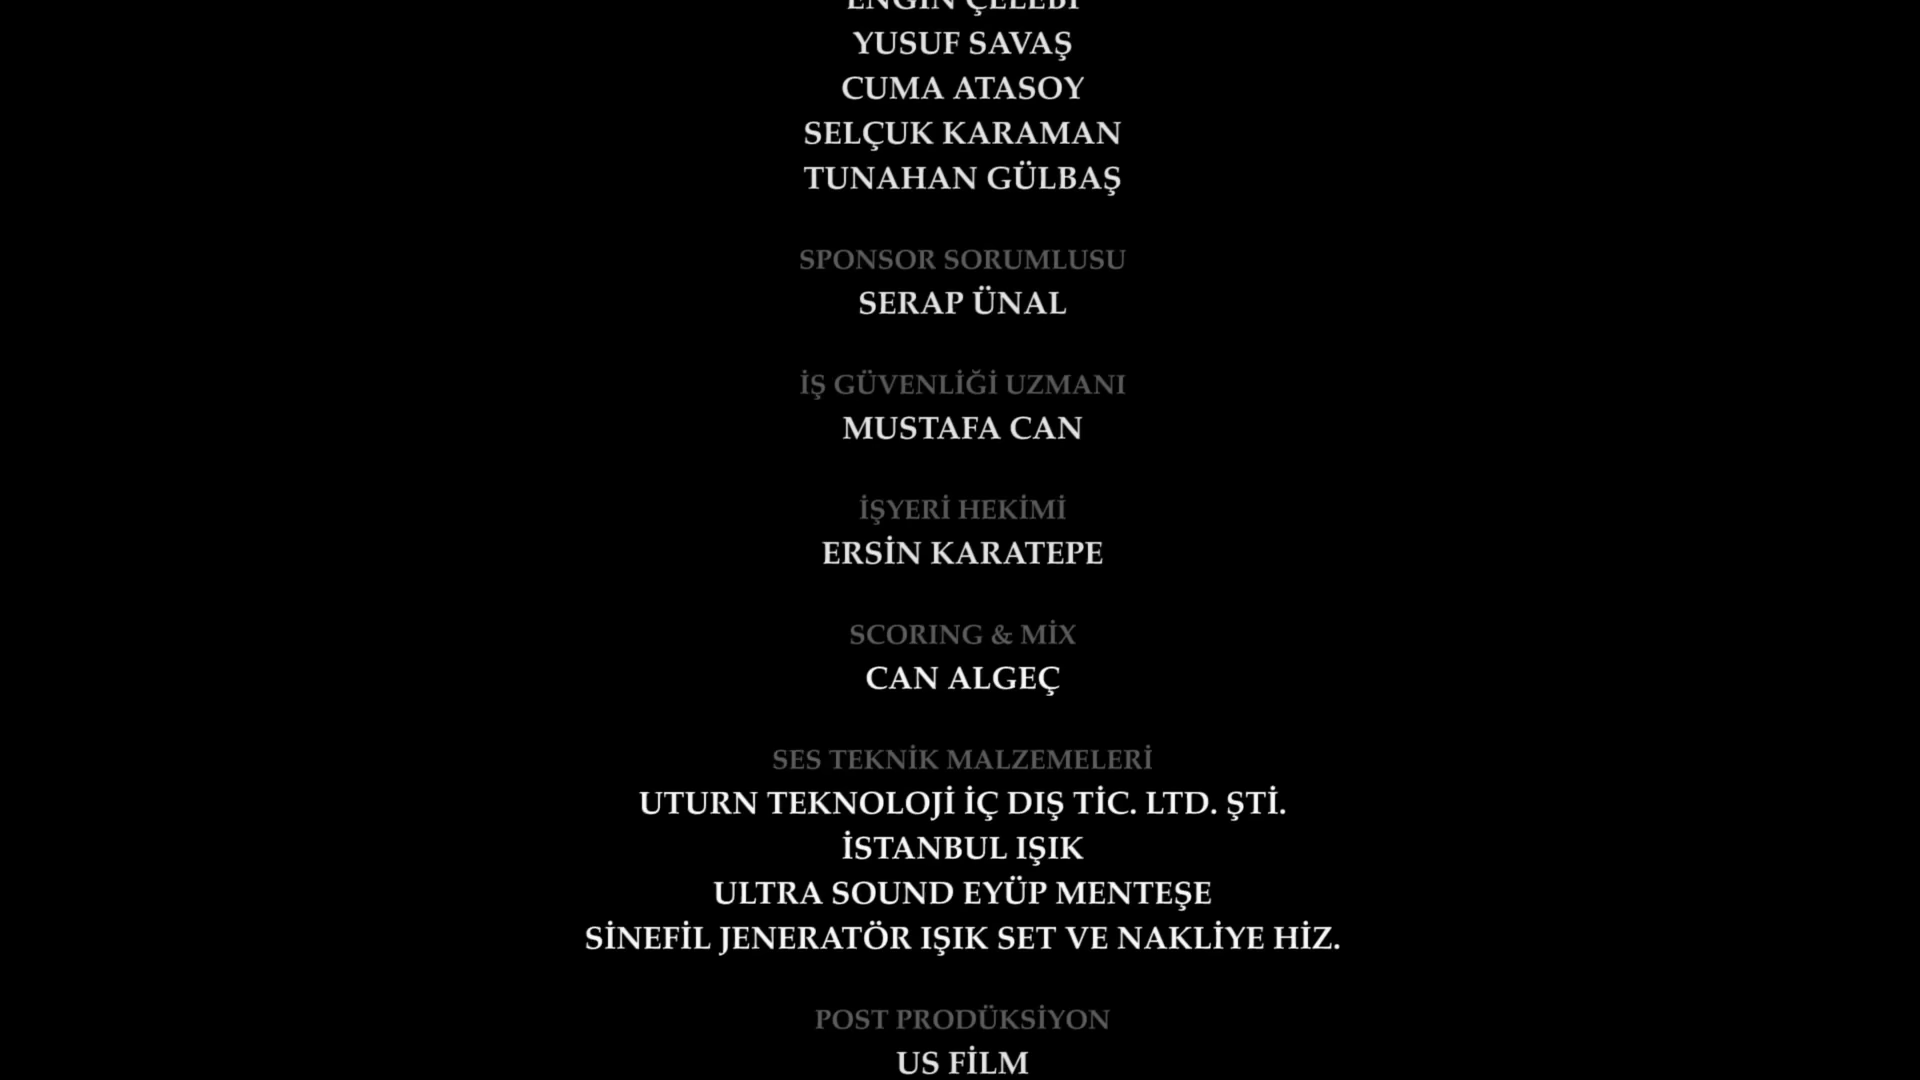 ENGİN ÇELEBİ
YUSUF SAVAŞ
CUMA ATASOY
SELÇUK KARAMAN
TUNAHAN GÜLBAŞ
SPONSOR SORUMLUSU
SERAP ÜNAL
İŞ GÜVENLİĞİ UZMANI
MUSTAFA CAN
İŞYERİ HEKİMİ
ERSİN KARATEPE
SCORING & MİX
CAN ALGEÇ
SES TEKNİK MALZEMELERİ
UTURN TEKNOLOJİ İÇ DIŞ TİC. LTD. ŞTİ.
İSTANBUL IŞIK
ULTRA SOUND EYÜP MENTEŞE
SİNEFİL JENERATÖR IŞIK SET VE NAKLİYE HİZ.
POST PRODÜKSİYON
US FİLM